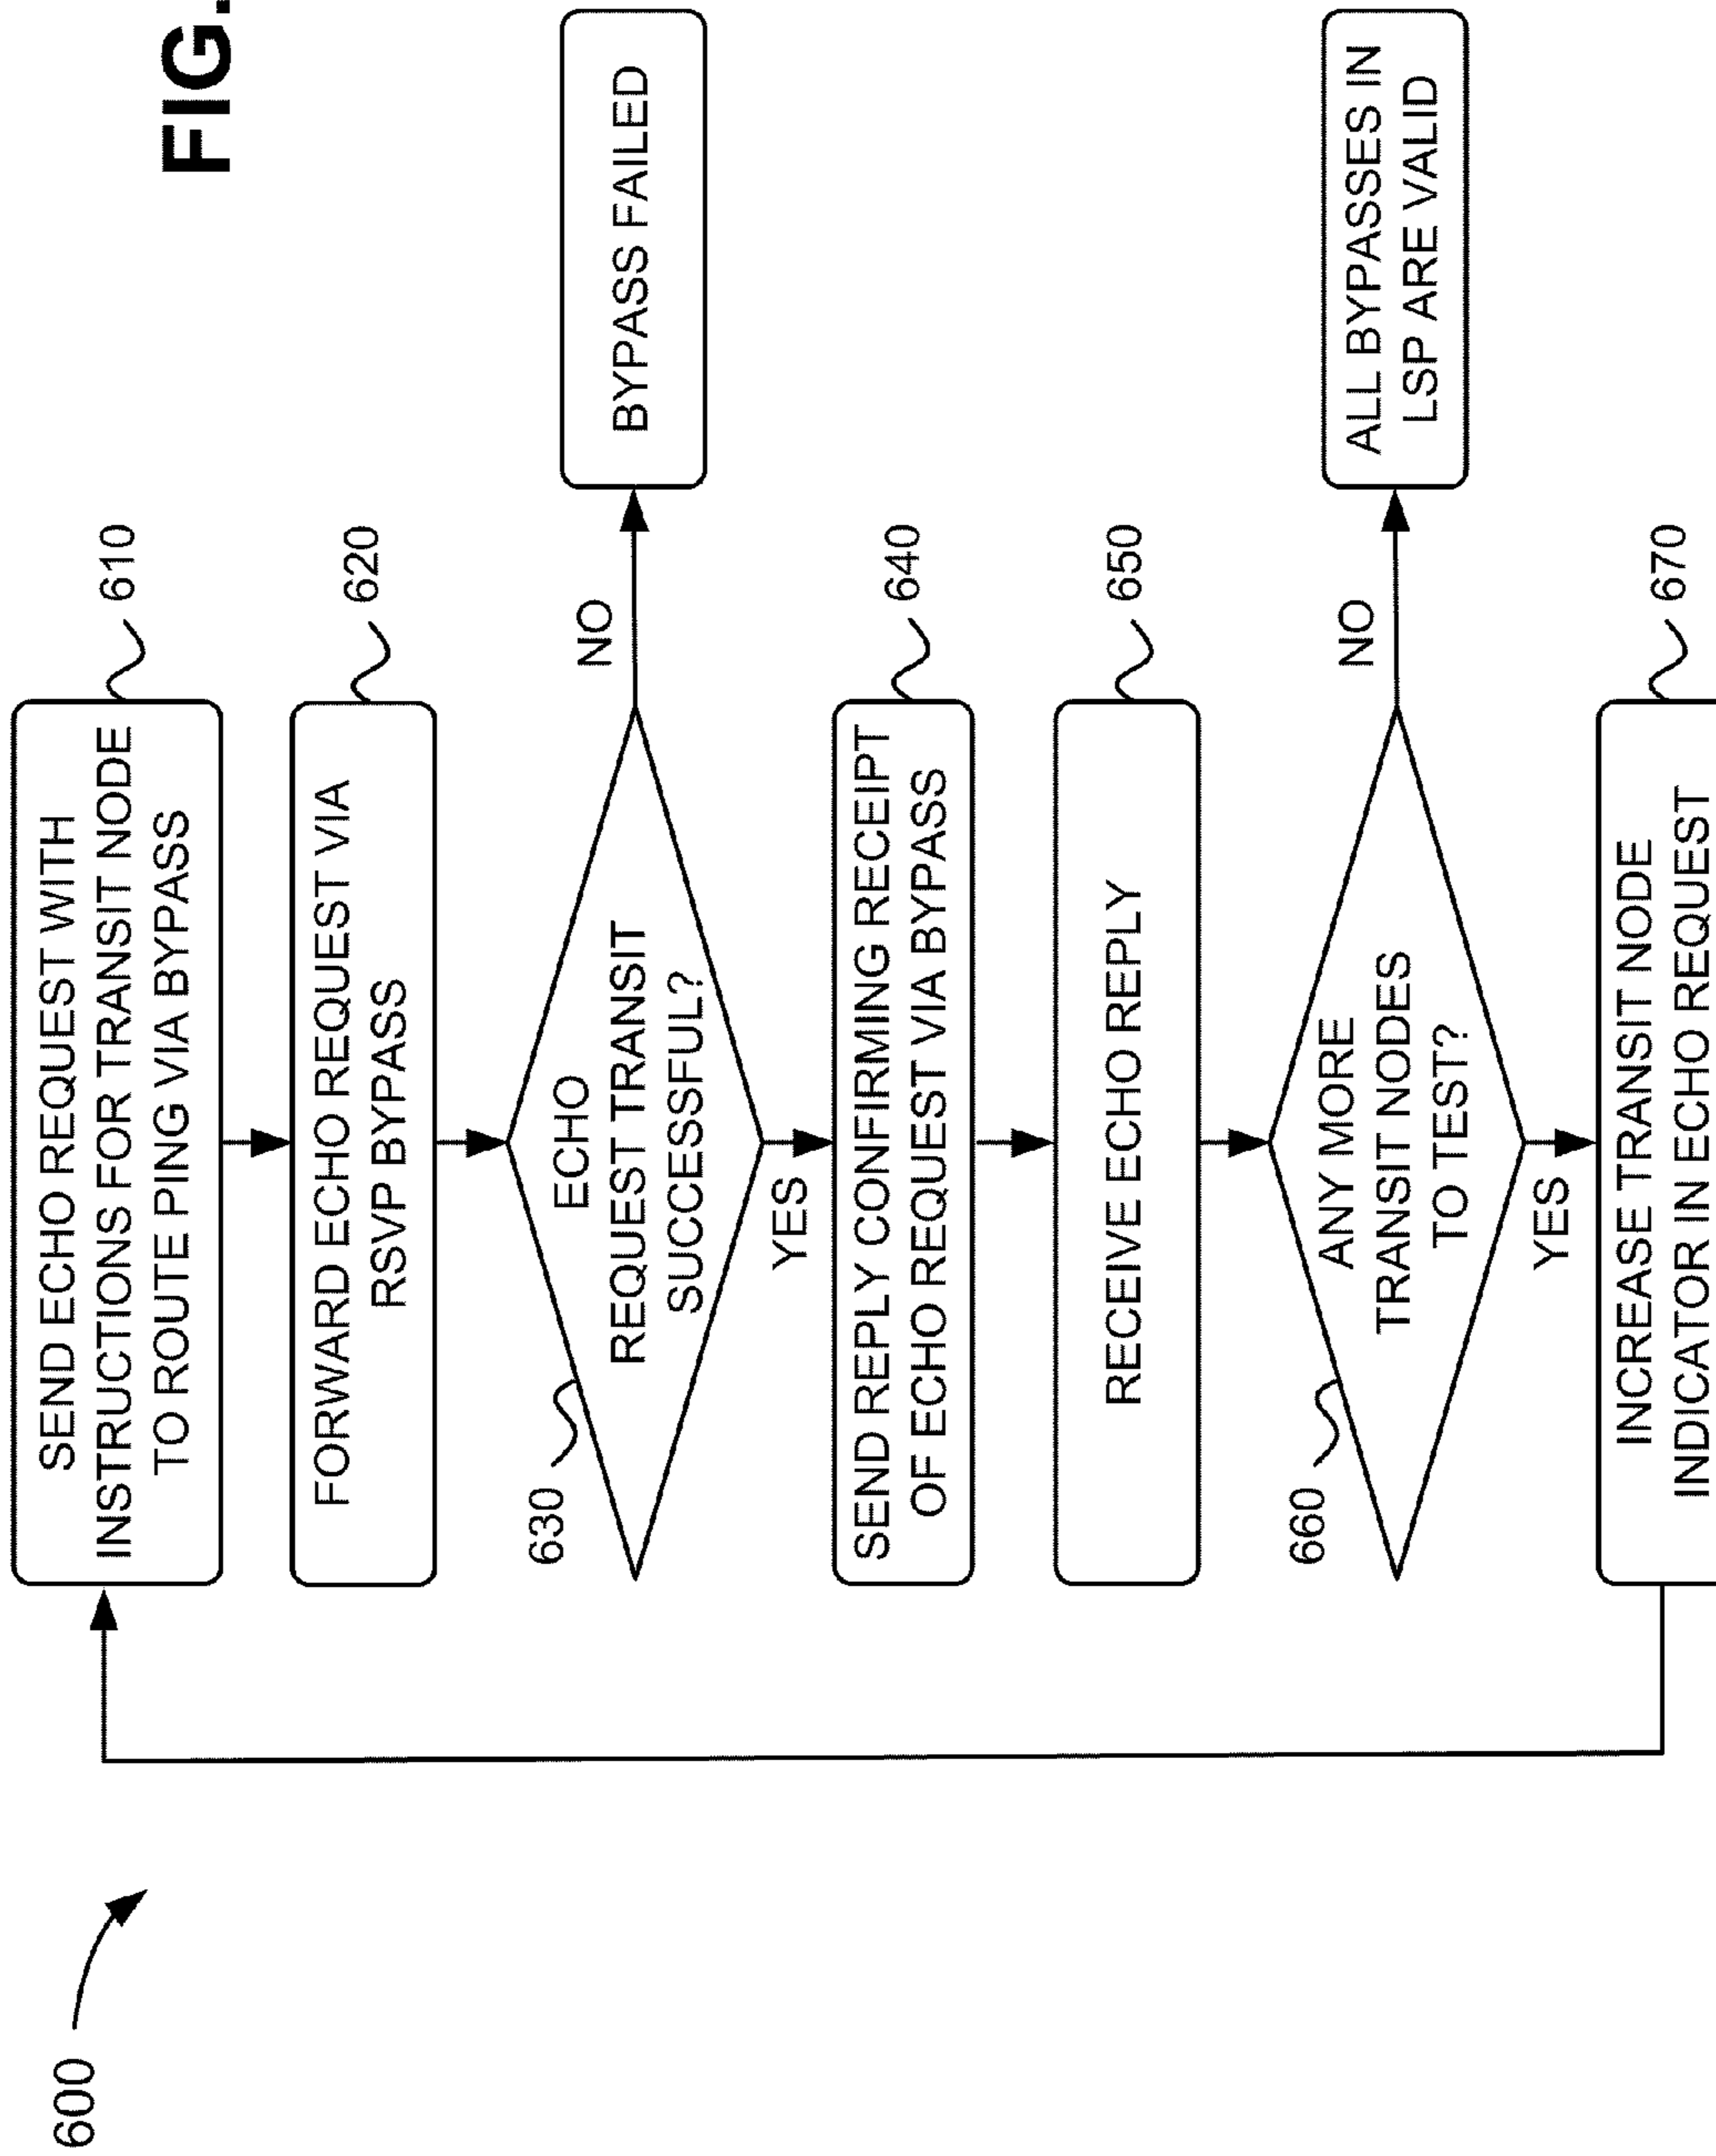 FIG.
600
SEND ECHO REQUEST WITH
INSTRUCTIONS FOR TRANSIT NODE
TO ROUTE PING VIA BYPASS
610
FORWARD ECHO REQUEST VIA
RSVP BYPASS
620
630
ECHO
REQUEST TRANSIT
SUCCESSFUL?
NO
BYPASS FAILED
YES
SEND REPLY CONFIRMING RECEIPT
OF ECHO REQUEST VIA BYPASS
640
RECEIVE ECHO REPLY
650
660
ANY MORE
TRANSIT NODES
TO TEST?
NO
ALL BYPASSES IN
LSP ARE VALID
YES
INCREASE TRANSIT NODE
INDICATOR IN ECHO REQUEST
670